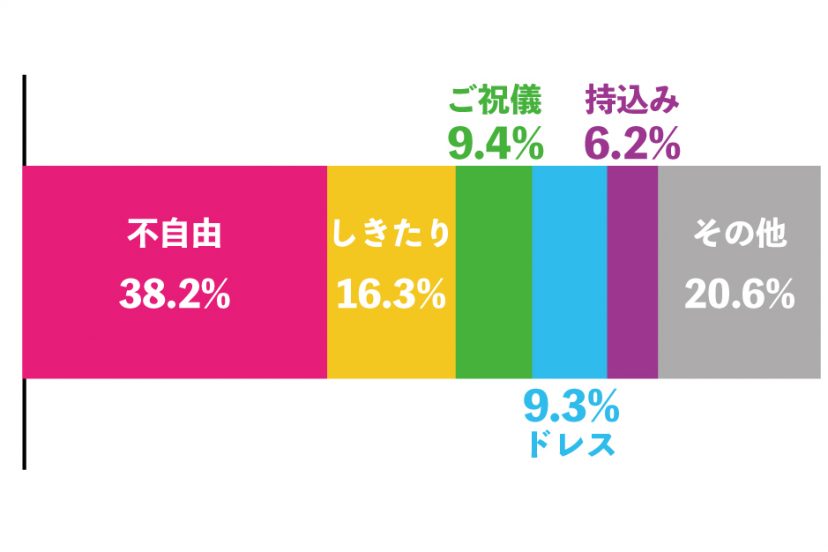 不自由
38.2%
しきたり
16.3%
ご祝儀
9.4%
9.3%
ドレス
持込み
6.2%
その他
20.6%